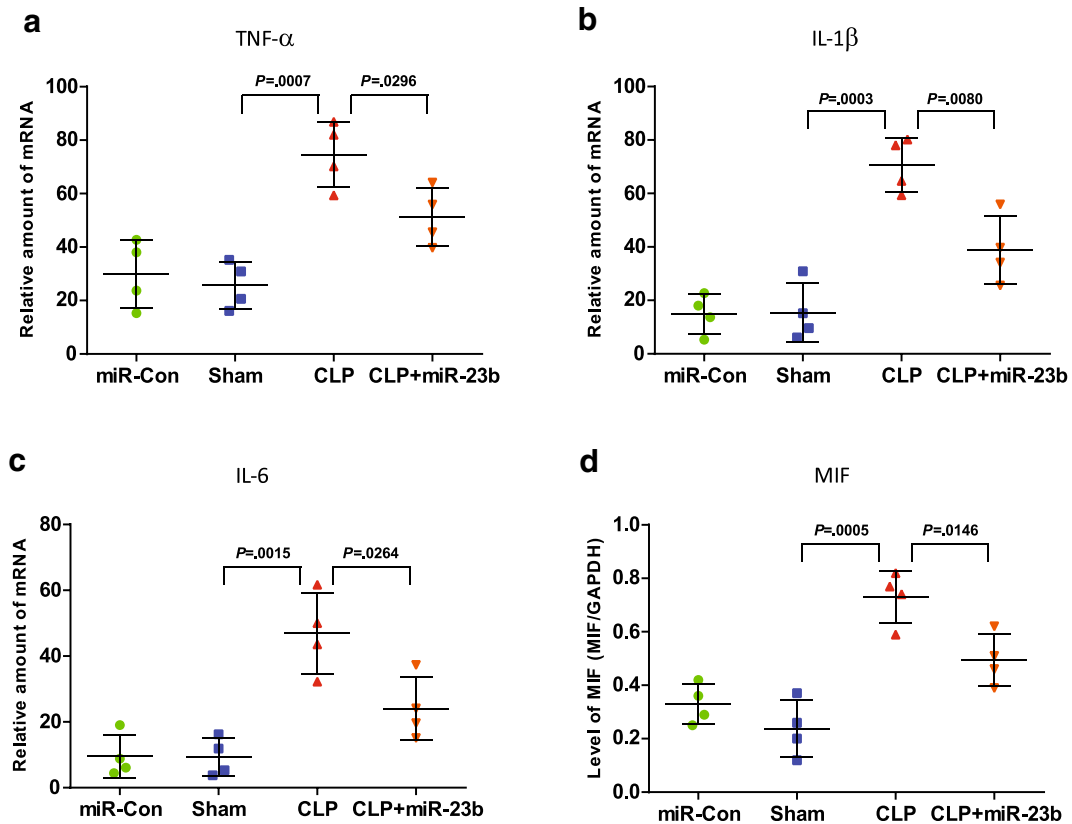 a
TNF-α
Relative amount of mRNA
100
80
60
40
20
0
P=.0007
P=.0296
miR-Con
Sham
CLP
CLP+miR-23b
b
IL-1β
Relative amount of mRNA
100
80
60
40
20
0
P=.0003
P=.0080
miR-Con
Sham
CLP
CLP+miR-23b
c
IL-6
Relative amount of mRNA
80
60
40
20
0
P=.0015
P=.0264
miR-Con
Sham
CLP
CLP+miR-23b
d
MIF
Level of MIF (MIF/GAPDH)
1.0
0.8
0.6
0.4
0.2
0.0
P=.0005
P=.0146
miR-Con
Sham
CLP
CLP+miR-23b